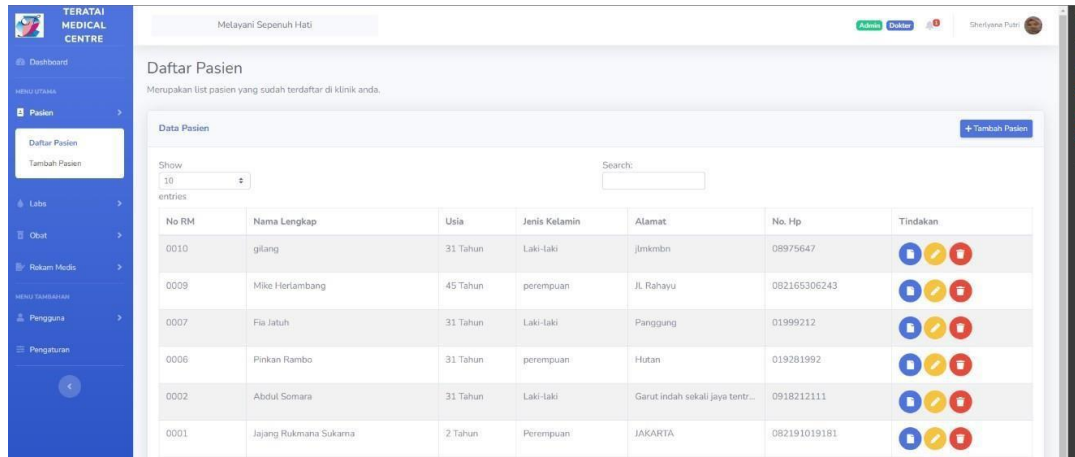 TERATAI
MEDICAL
CENTRE
Melayani Sepenuh Hati
Admin Dokter
Sherlyana Putri
Dashboard
MENU UTAMA
Pasien
Daftar Pasien
Tambah Pasien
Labs
Obat
Rekam Medis
MENU TAMBAHAN
Pengguna
Pengaturan
Daftar Pasien
Merupakan list pasien yang sudah terdaftar di klinik anda.
Data Pasien
+ Tambah Pasien
Show
10
entries
Search:
No RM Nama Lengkap Usia Jenis Kelamin Alamat No. Hp Tindakan
0010 gilang 31 Tahun Laki-laki jlmkmbn 08975647
0009 Mike Herlambang 45 Tahun perempuan JL Rahayu 082165306243
0007 Fia Jatuh 31 Tahun Laki-laki Panggung 01999212
0006 Pinkan Rambo 31 Tahun perempuan Hutan 019281992
0002 Abdul Somara 31 Tahun Laki-laki Garut indah sekali jaya tentr... 0918212111
0001 Jajang Rukmana Sukarna 2 Tahun Perempuan JAKARTA 082191019181